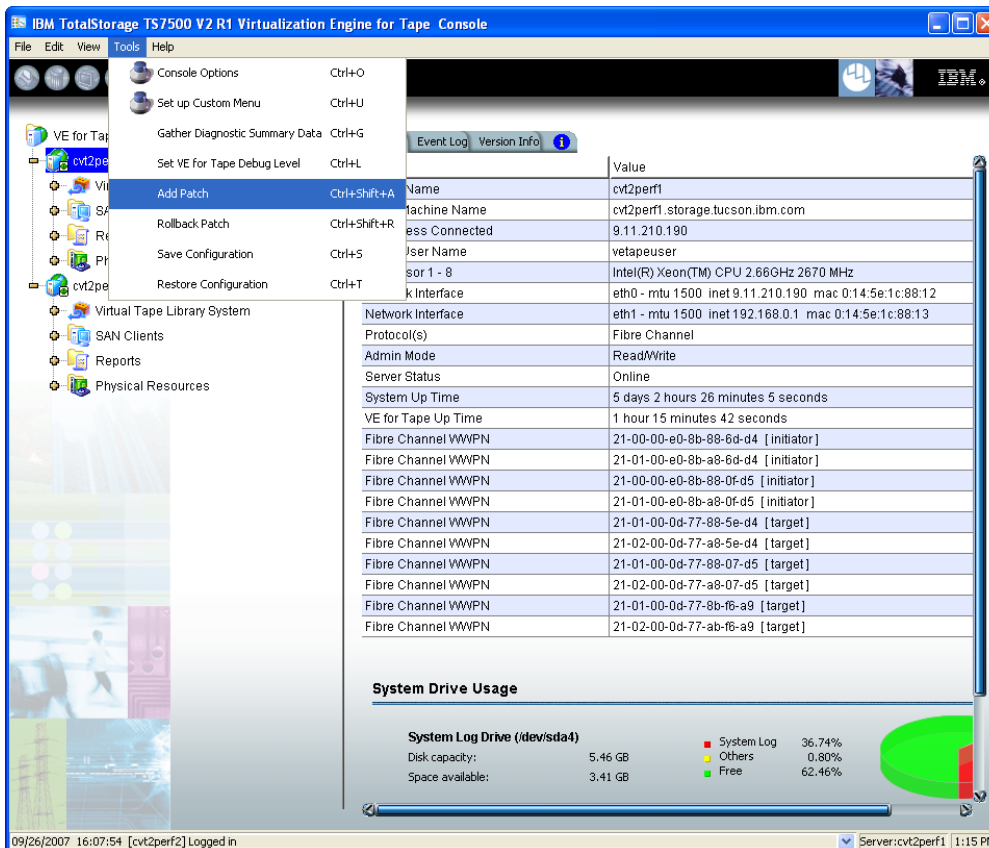 IBM TotalStorage TS7500 V2 R1 Virtualization Engine for Tape Console
File Edit View Tools Help
IBM
Console Options Ctrl+O
Set up Custom Menu Ctrl+U
Gather Diagnostic Summary Data Ctrl+G
Set VE for Tape Debug Level Ctrl+L
Add Patch Ctrl+Shift+A
Rollback Patch Ctrl+Shift+R
Save Configuration Ctrl+S
Restore Configuration Ctrl+T
VE for Tap
cvt2pe
Vi
SA
Re
Ph
cvt2pe
Virtual Tape Library System
SAN Clients
Reports
Physical Resources
Event Log Version Info
Value
Name cvt2perf1
Machine Name cvt2perf1.storage.tucson.ibm.com
ess Connected 9.11.210.190
User Name vetapeuser
sor 1 - 8 Intel(R) Xeon(TM) CPU 2.66GHz 2670 MHz
k Interface eth0 - mtu 1500 inet 9.11.210.190 mac 0:14:5e:1c:88:12
Network Interface eth1 - mtu 1500 inet 192.168.0.1 mac 0:14:5e:1c:88:13
Protocol(s) Fibre Channel
Admin Mode Read/Write
Server Status Online
System Up Time 5 days 2 hours 26 minutes 5 seconds
VE for Tape Up Time 1 hour 15 minutes 42 seconds
Fibre Channel WWPN 21-00-00-e0-8b-88-6d-d4 [initiator]
Fibre Channel WWPN 21-01-00-e0-8b-a8-6d-d4 [initiator]
Fibre Channel WWPN 21-00-00-e0-8b-88-0f-d5 [initiator]
Fibre Channel WWPN 21-01-00-e0-8b-a8-0f-d5 [initiator]
Fibre Channel WWPN 21-01-00-0d-77-88-5e-d4 [target]
Fibre Channel WWPN 21-02-00-0d-77-a8-5e-d4 [target]
Fibre Channel WWPN 21-01-00-0d-77-88-07-d5 [target]
Fibre Channel WWPN 21-02-00-0d-77-a8-07-d5 [target]
Fibre Channel WWPN 21-01-00-0d-77-8b-f6-a9 [target]
Fibre Channel WWPN 21-02-00-0d-77-ab-f6-a9 [target]
System Drive Usage
System Log Drive (/dev/sda4)
Disk capacity: 5.46 GB
Space available: 3.41 GB
System Log 36.74%
Others 0.80%
Free 62.46%
09/26/2007 16:07:54 [cvt2perf2] Logged in
Server:cvt2perf1 1:15 P